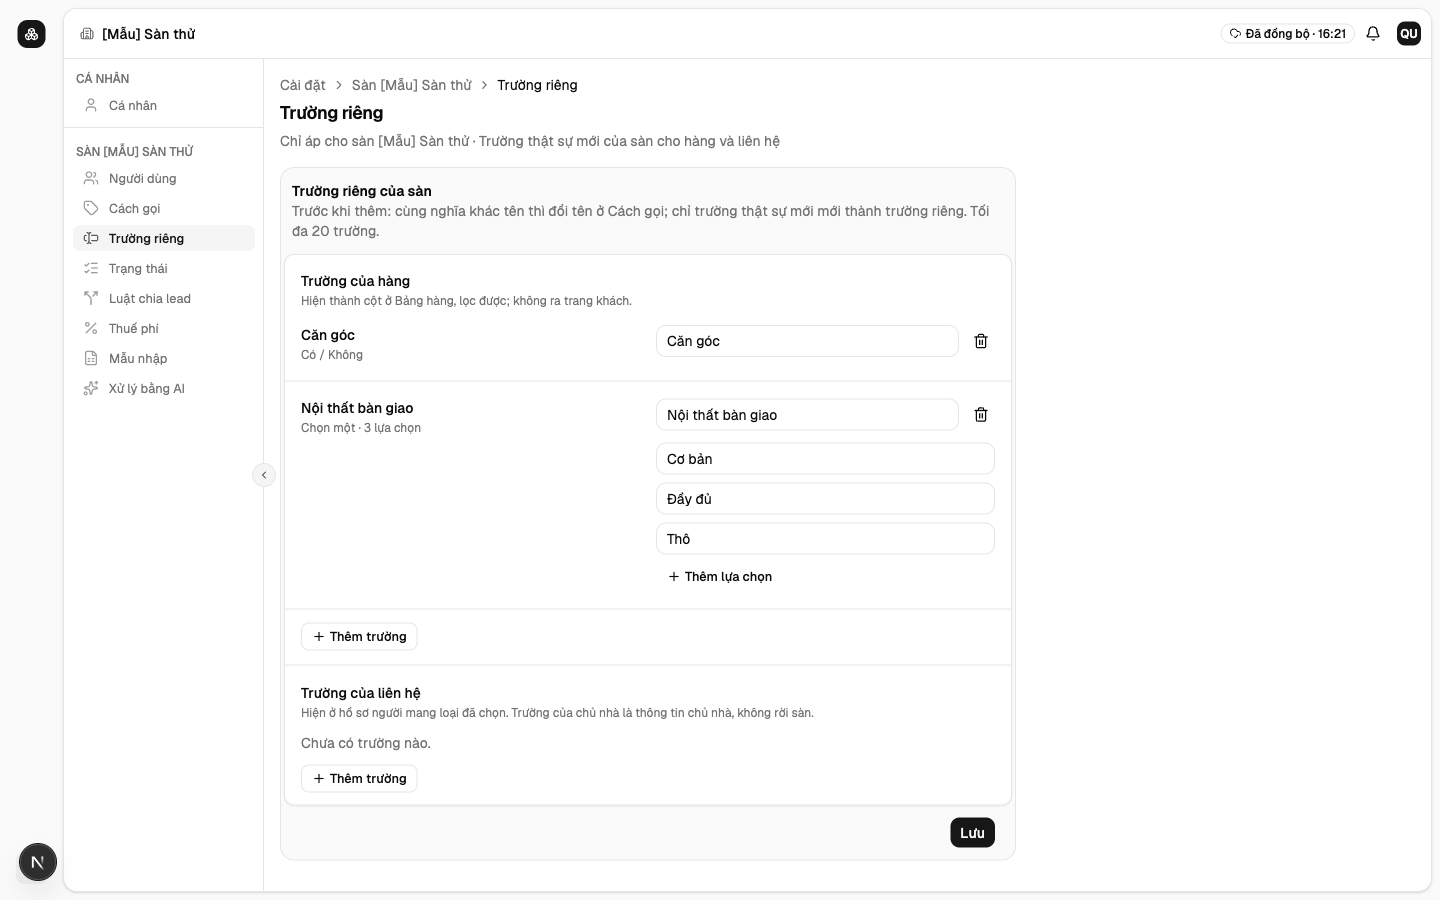 [Mẫu] Sàn thử
Đã đồng bộ · 16:21
QU
CÁ NHÂN
Cá nhân
SÀN [MẪU] SÀN THỬ
Người dùng
Cách gọi
Trường riêng
Trạng thái
Luật chia lead
Thuế phí
Mẫu nhập
Xử lý bằng AI
Cài đặt > Sàn [Mẫu] Sàn thử > Trường riêng
Trường riêng
Chỉ áp cho sàn [Mẫu] Sàn thử · Trường thật sự mới của sàn cho hàng và liên hệ
Trường riêng của sàn
Trước khi thêm: cùng nghĩa khác tên thì đổi tên ở Cách gọi; chỉ trường thật sự mới mới thành trường riêng. Tối
đa 20 trường.
Trường của hàng
Hiện thành cột ở Bảng hàng, lọc được; không ra trang khách.
Căn góc
Có / Không
Căn góc
Nội thất bàn giao
Chọn một · 3 lựa chọn
Nội thất bàn giao
Cơ bản
Đầy đủ
Thô
+ Thêm lựa chọn
+ Thêm trường
Trường của liên hệ
Hiện ở hồ sơ người mang loại đã chọn. Trường của chủ nhà là thông tin chủ nhà, không rời sàn.
Chưa có trường nào.
+ Thêm trường
Lưu
N